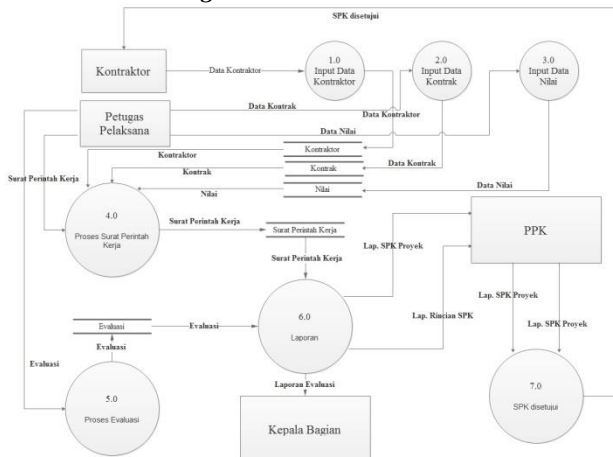 SPK disetujui
Kontraktor
Data Kontraktor
1.0
Input Data
Kontraktor
2.0
Input Data
Kontrak
3.0
Input Data
Nilai
Petugas
Pelaksana
Data Kontrak
Data Kontraktor
Data Nilai
Kontraktor
Kontraktor
Surat Perintah Kerja
Kontrak
Kontrak
Data Kontrak
Nilai
Nilai
Data Nilai
4.0
Proses Surat Perintah
Kerja
Surat Perintah Kerja
Surat Perintah Kerja
Surat Perintah Kerja
Lap. SPK Proyek
PPK
Lap. SPK Proyek
Lap. Rincian SPK
Lap. SPK Proyek
6.0
Laporan
Evaluasi
Evaluasi
Evaluasi
Evaluasi
5.0
Proses Evaluasi
Laporan Evaluasi
Kepala Bagian
7.0
SPK disetujui